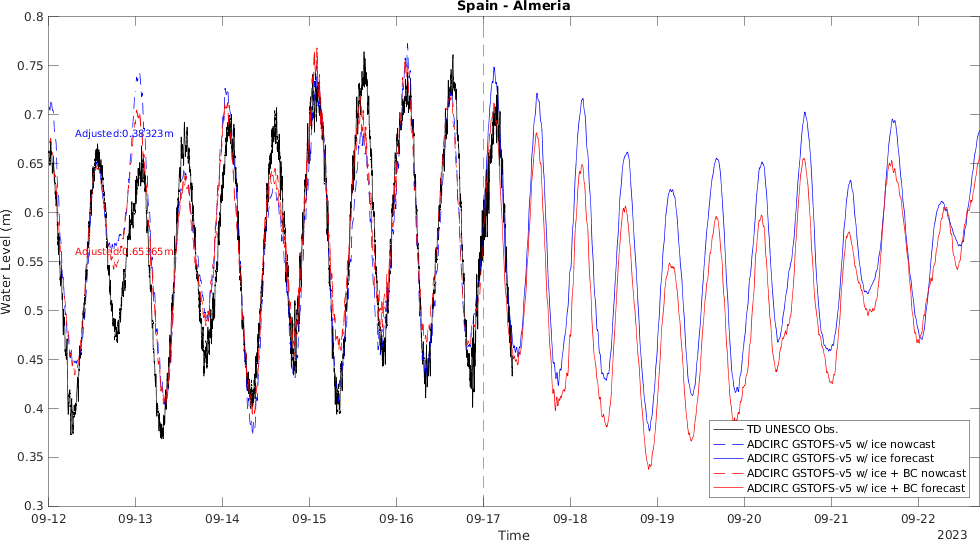 Spain - Almeria
0.8
0.75
0.7
0.65
0.6
0.55
0.5
0.45
0.4
0.35
0.3
Water Level (m)
Adjusted:0.38323m
Adjusted:0.65365m
TD UNESCO Obs.
ADCIRC GSTOFS-v5 w/ ice nowcast
ADCIRC GSTOFS-v5 w/ ice forecast
ADCIRC GSTOFS-v5 w/ ice + BC nowcast
ADCIRC GSTOFS-v5 w/ ice + BC forecast
09-12 09-13 09-14 09-15 09-16 09-17 09-18 09-19 09-20 09-21 09-22
Time
2023